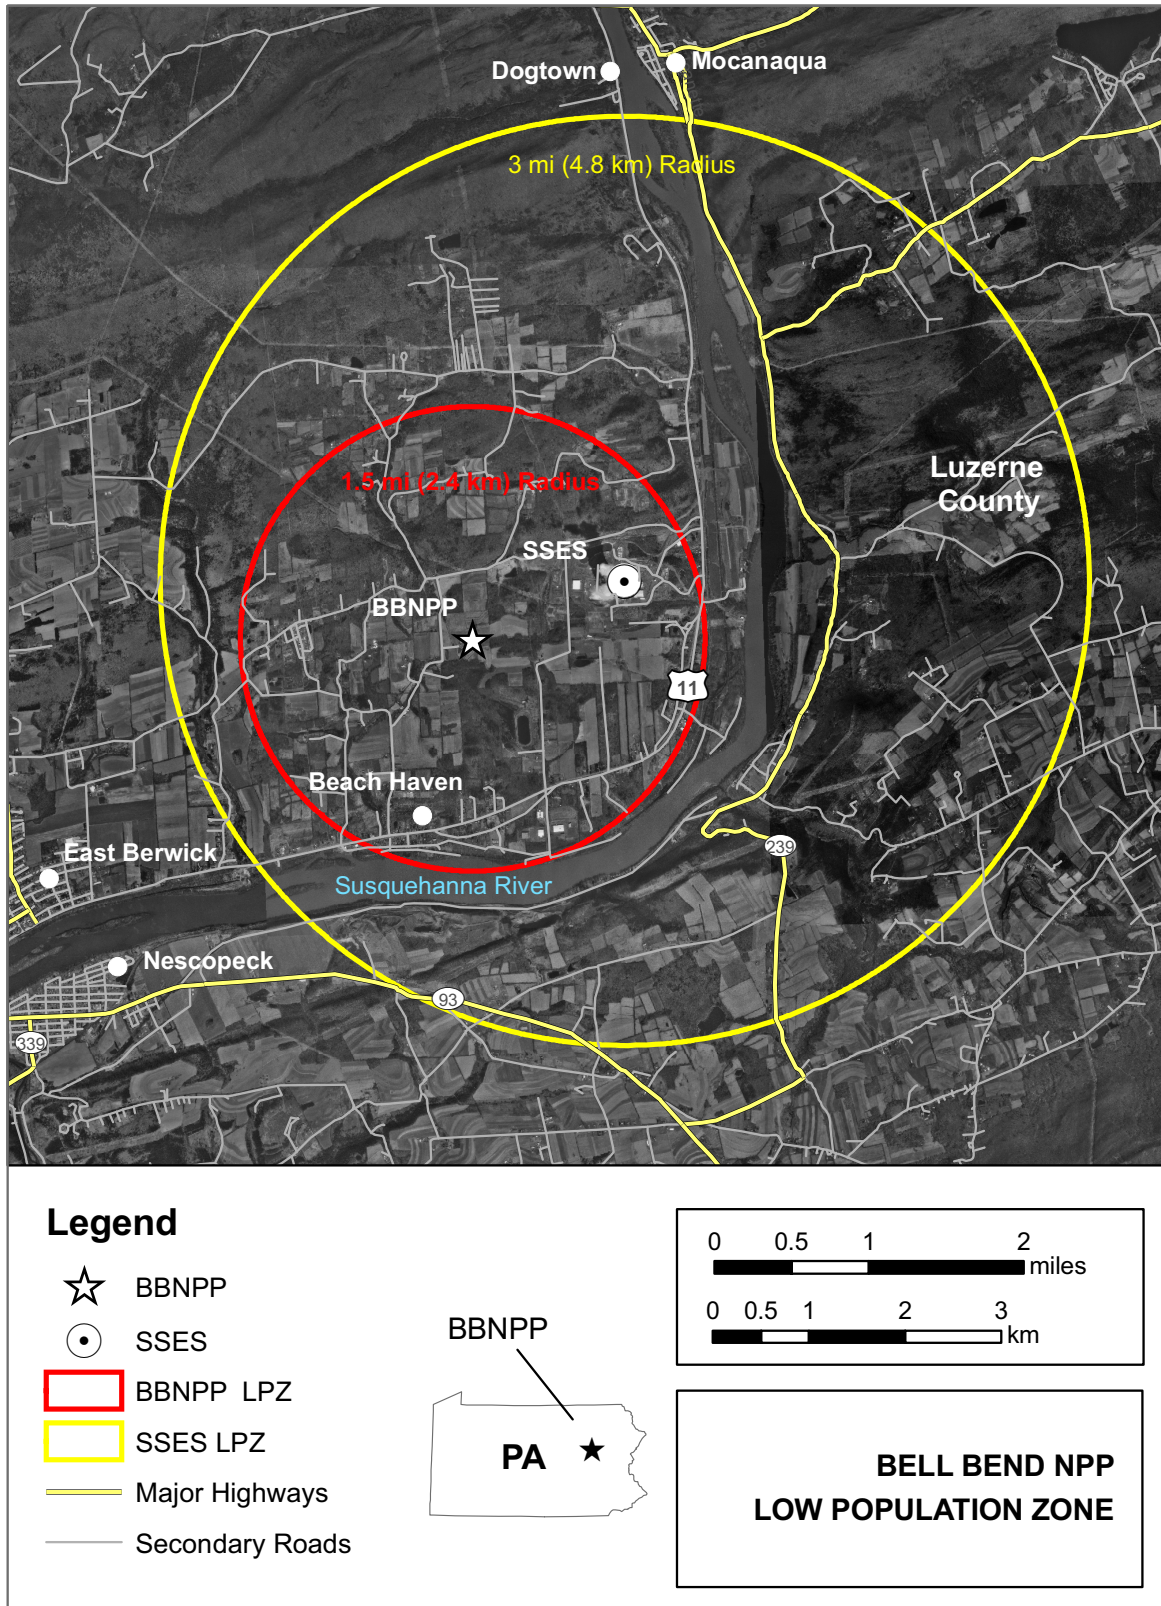 Dogtown
Mocanaqua
3 mi (4.8 km) Radius
Luzerne
County
1.5 mi (2.4 km) Radius
SSES
BBNPP
11
Beach Haven
239
East Berwick
Susquehanna River
Nescopeck
93
339
Legend
BBNPP
SSES
BBNPP LPZ
SSES LPZ
Major Highways
Secondary Roads
BBNPP
PA
0 0.5 1 2
miles
0 0.5 1 2 3
km
BELL BEND NPP
LOW POPULATION ZONE